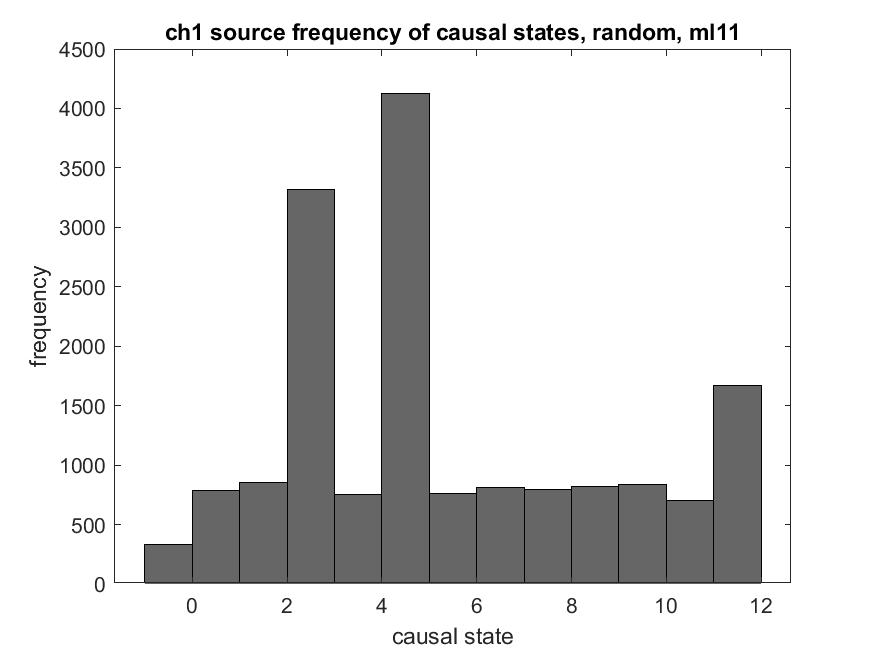 ch1 source frequency of causal states, random, ml11
4500
4000
3500
3000
2500
2000
1500
1000
500
0
frequency
0 2 4 6 8 10 12
causal state